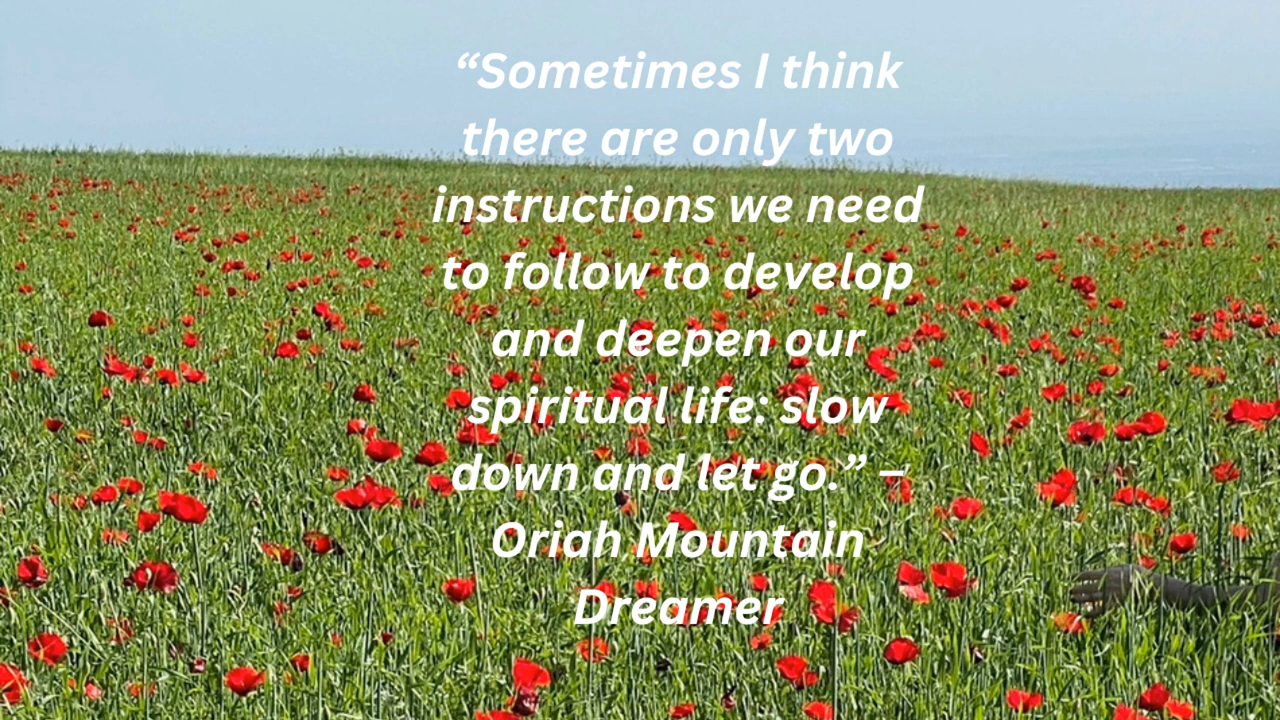 “Sometimes I think
there are only two
instructions we need
to follow to develop
and deepen our
spiritual life: slow
down and let go.” –
Oriah Mountain
Dreamer